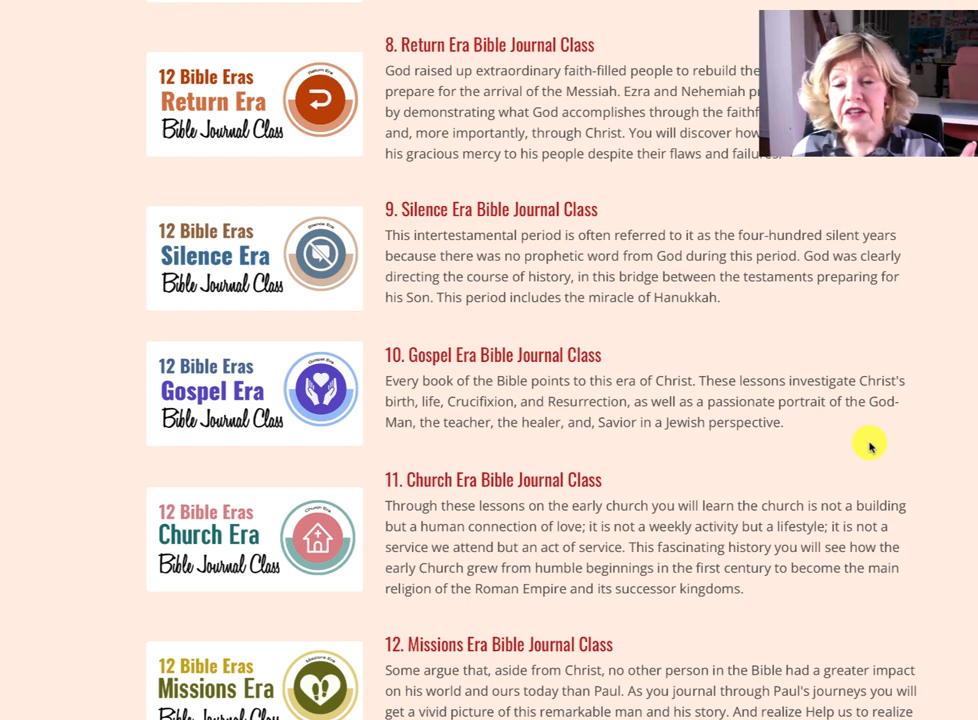 8. Return Era Bible Journal Class
12 Bible Eras
Return Era
Bible Journal Class
Return Era
God raised up extraordinary faith-filled people to rebuild the
prepare for the arrival of the Messiah. Ezra and Nehemiah
by demonstrating what God accomplishes through the
and, more importantly, through Christ. You will discover how
his gracious mercy to his people despite their flaws and failures.
9. Silence Era Bible Journal Class
12 Bible Eras
Silence Era
Bible Journal Class
Silence Era
This intertestamental period is often referred to it as the four-hundred silent years
because there was no prophetic word from God during this period. God was clearly
directing the course of history, in this bridge between the testaments preparing for
his Son. This period includes the miracle of Hanukkah.
10. Gospel Era Bible Journal Class
12 Bible Eras
Gospel Era
Bible Journal Class
Gospel Era
Every book of the Bible points to this era of Christ. These lessons investigate Christ's
birth, life, Crucifixion, and Resurrection, as well as a passionate portrait of the God-
Man, the teacher, the healer, and, Savior in a Jewish perspective.
11. Church Era Bible Journal Class
12 Bible Eras
Church Era
Bible Journal Class
Church Era
Through these lessons on the early church you will learn the church is not a building
but a human connection of love; it is not a weekly activity but a lifestyle; it is not a
service we attend but an act of service. This fascinating history you will see how the
early Church grew from humble beginnings in the first century to become the main
religion of the Roman Empire and its successor kingdoms.
12. Missions Era Bible Journal Class
12 Bible Eras
Missions Era
Bible Journal Class
Missions Era
Some argue that, aside from Christ, no other person in the Bible had a greater impact
on his world and ours today than Paul. As you journal through Paul's journeys you will
get a vivid picture of this remarkable man and his story. And realize Help us to realize